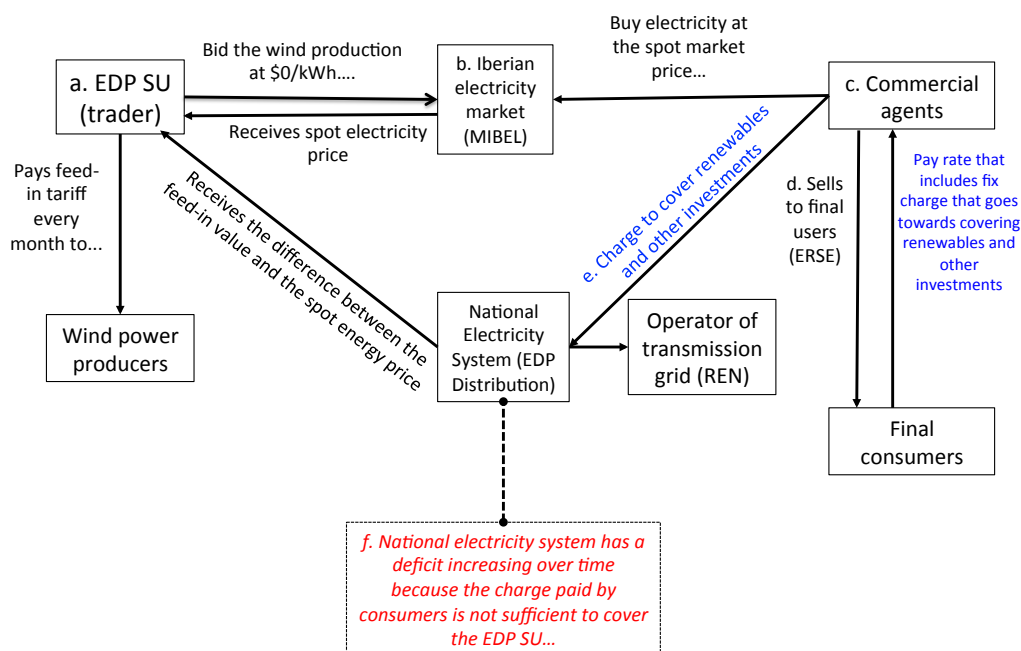 Bid the wind production
at $0/kWh....
Buy electricity at
the spot market
price...
a. EDP SU
(trader)
b. Iberian
electricity
market
(MIBEL)
c. Commercial
agents
Receives spot electricity
price
Pays feed-
in tariff
every
month to...
Receives the difference between the
feed-in value and the spot energy price
e. Charge to cover renewables
and other investments
d. Sells
to final
users
(ERSE)
Pay rate that
includes fix
charge that goes
towards covering
renewables and
other
investments
Wind power
producers
National
Electricity
System (EDP
Distribution)
Operator of
transmission
grid (REN)
Final
consumers
f. National electricity system has a
deficit increasing over time
because the charge paid by
consumers is not sufficient to cover
the EDP SU...